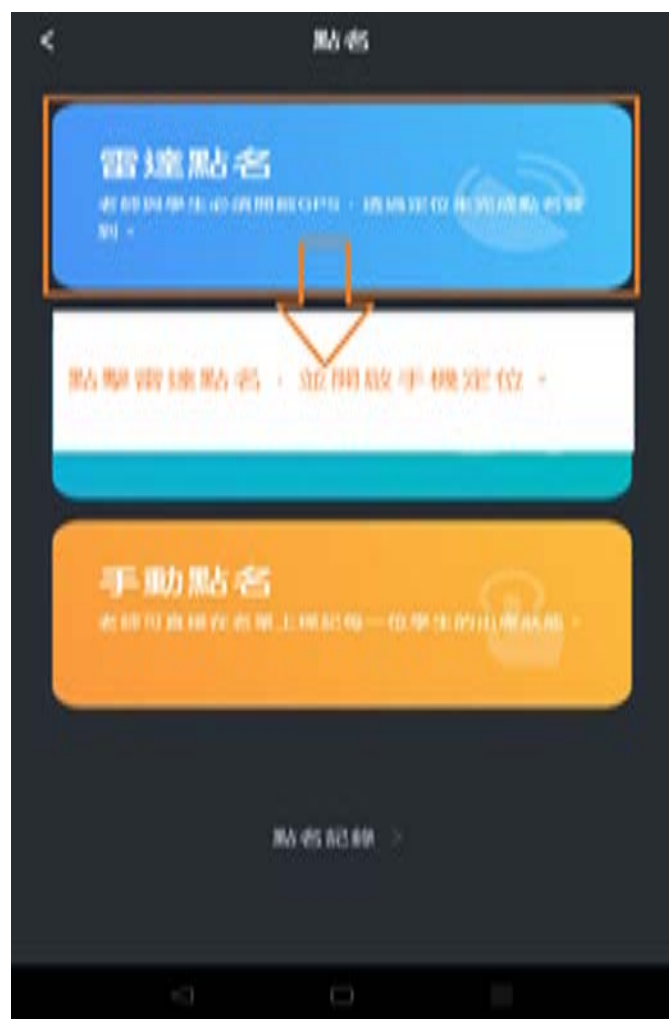 點名
雷達點名
老師與學生必須開啟GPS，透過定位來完成點名簽
到。
點擊雷達點名，並開啟手機定位。
手動點名
老師可直接在名單上標記每一位學生的出席狀態。
點名記錄